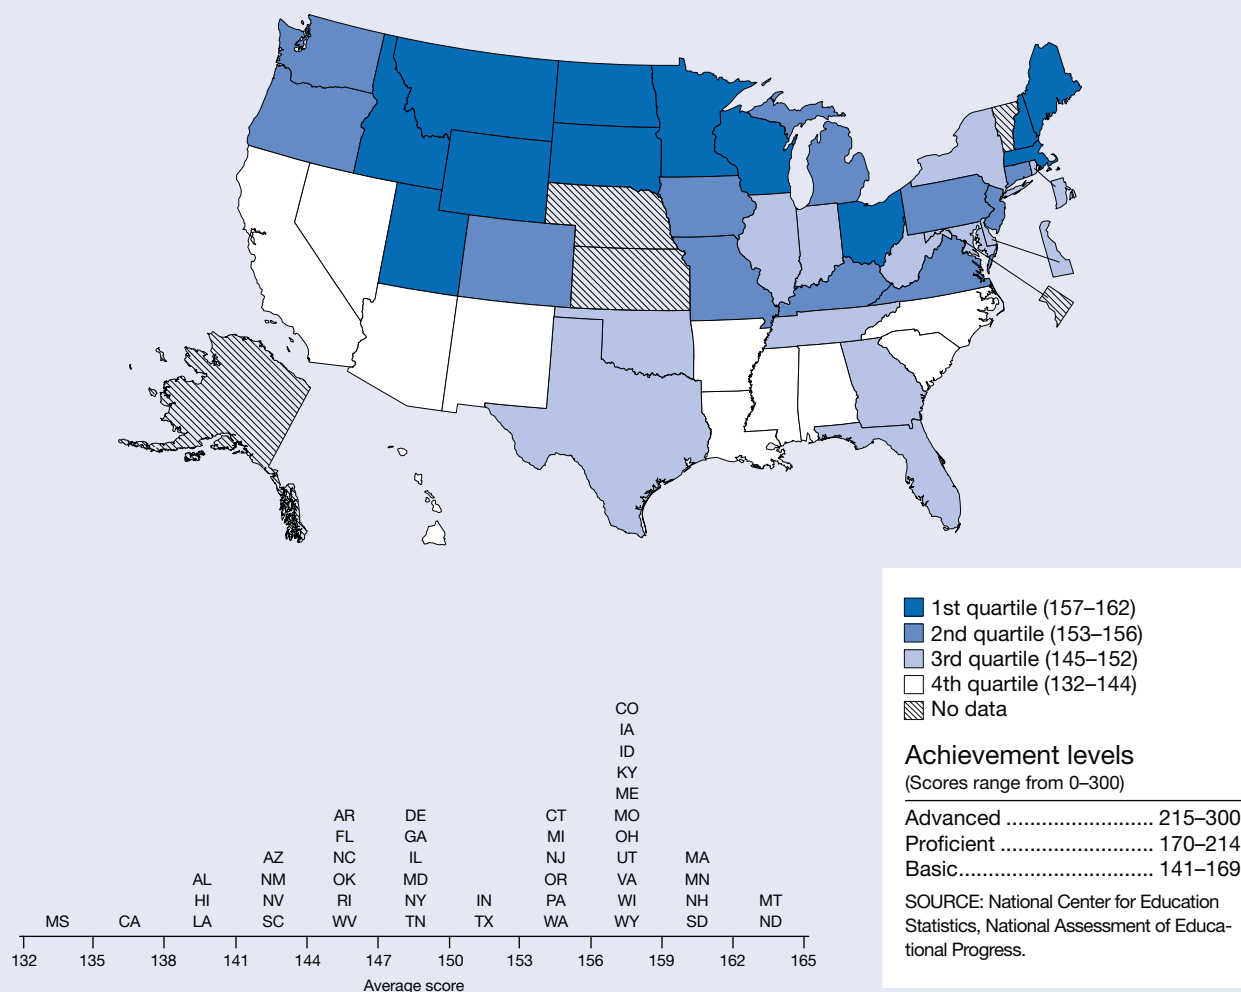 1st quartile (157–162)
2nd quartile (153–156)
3rd quartile (145–152)
4th quartile (132–144)
No data
Achievement levels
(Scores range from 0–300)
Advanced .......................... 215–300
Proficient ........................... 170–214
Basic.................................. 141–169
SOURCE: National Center for Education
Statistics, National Assessment of Educa-
tional Progress.
CO
IA
ID
KY
ME
AR DE CT MO
FL GA MI OH
AZ NC IL NJ UT MA
AL NM OK MD OR VA MN
HI NV RI NY IN PA WI NH MT
MS CA LA SC WV TN TX WA WY SD ND
132 135 138 141 144 147 150 153 156 159 162 165
Average score